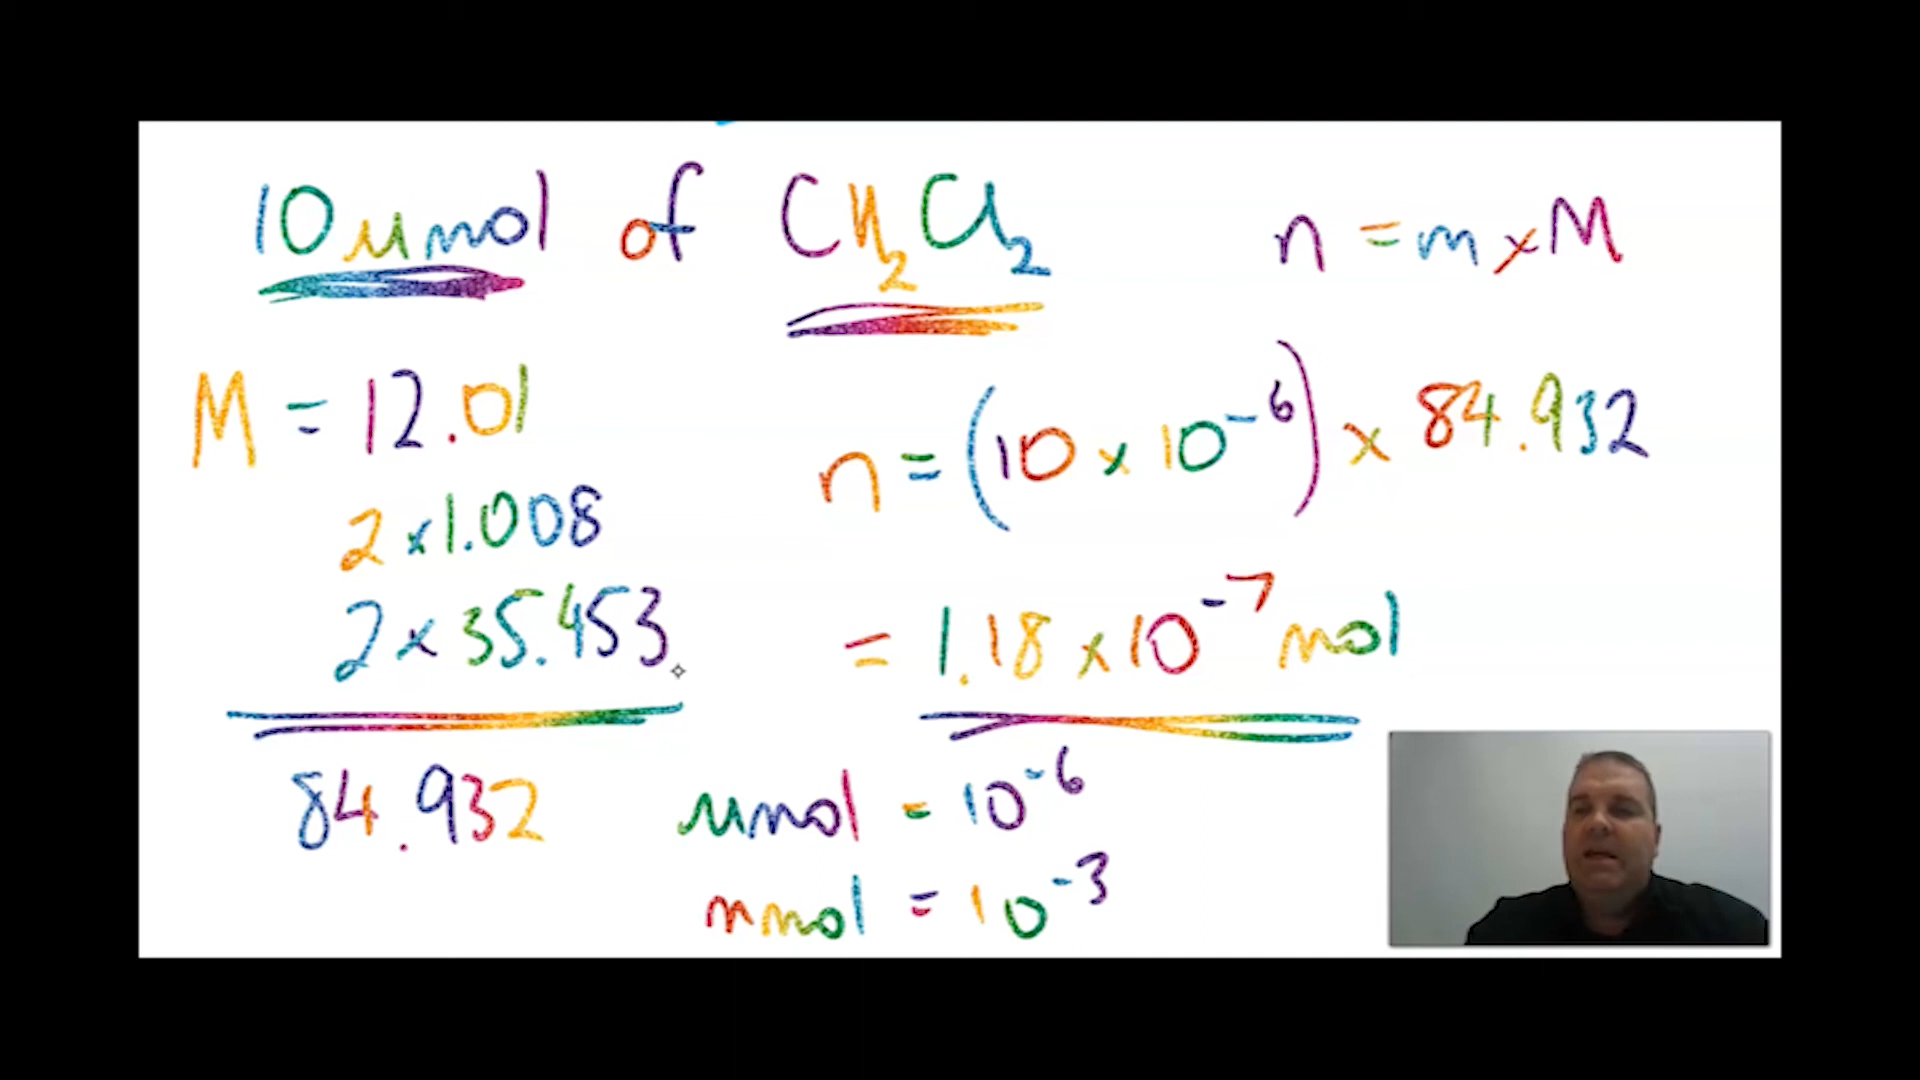 10 μmol of CH₂Cl₂
n = m × M
M = 12.01
2 × 1.008
2 × 35.453
84.932
n = (10 × 10⁻⁶) × 84.932
= 1.18 × 10⁻⁷ mol
μmol = 10⁻⁶
mmol = 10⁻³